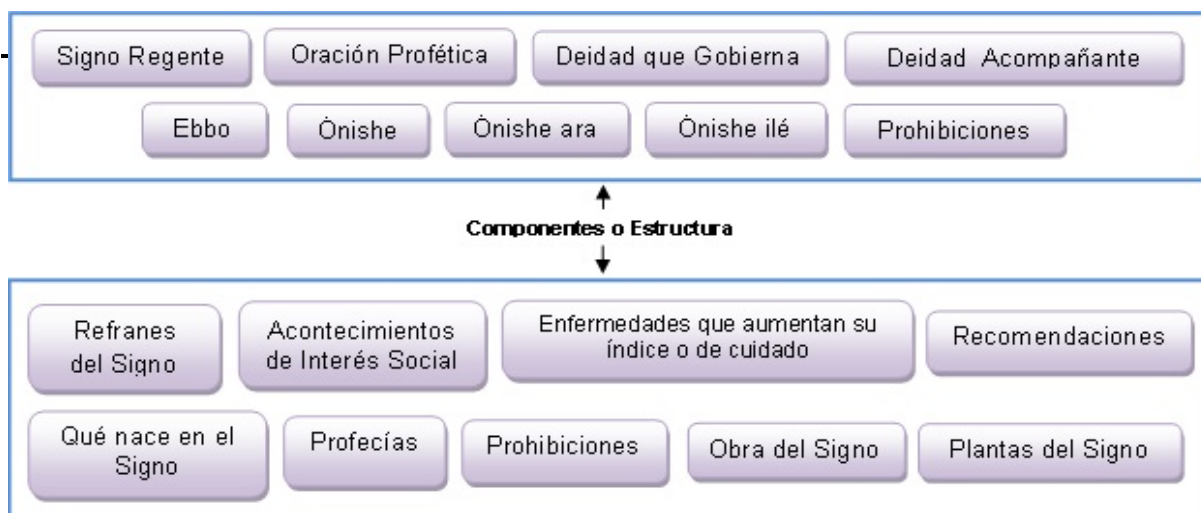 Signo Regente
Oración Profética
Deidad que Gobierna
Deidad Acompañante
Ebbo
Ònishe
Ònishe ara
Ònishe ilé
Prohibiciones
Componentes o Estructura
Refranes
del Signo
Acontecimientos
de Interés Social
Enfermedades que aumentan su
índice o de cuidado
Recomendaciones
Qué nace en el
Signo
Profecías
Prohibiciones
Obra del Signo
Plantas del Signo